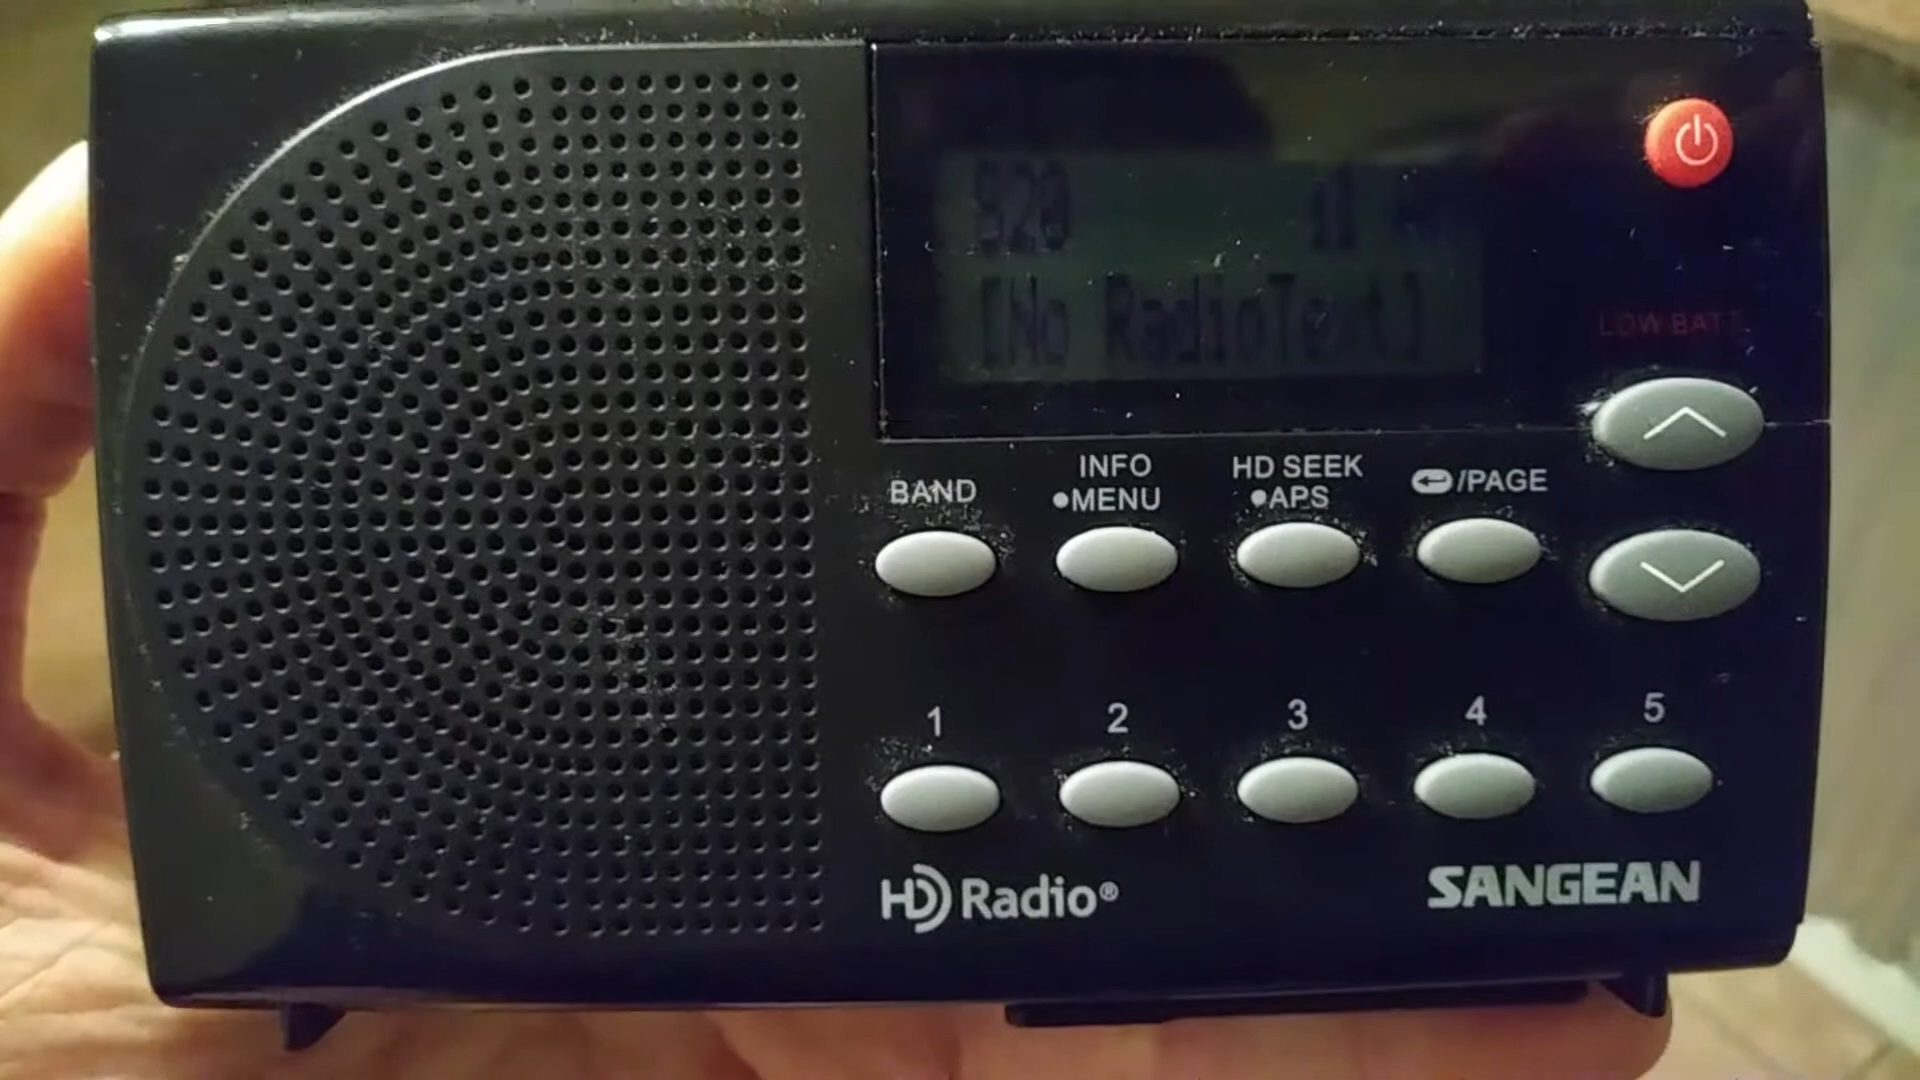 [No RadioText]
LOW BATT.
BAND
INFO
●MENU
HD SEEK
●APS
/PAGE
1
2
3
4
5
HD Radio®
SANGEAN